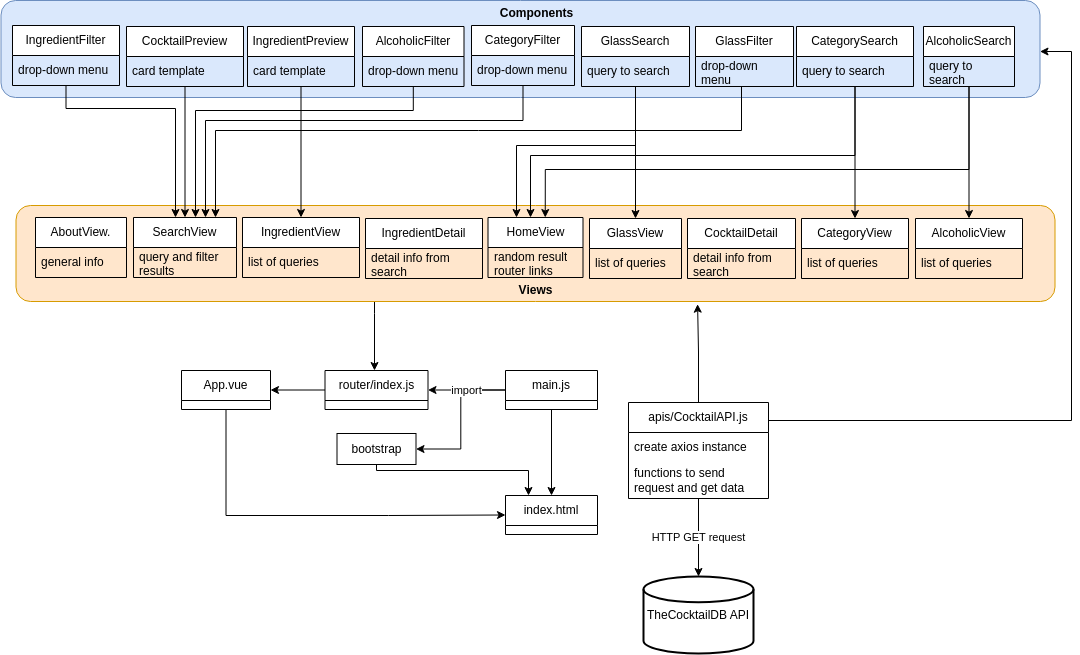 Components
IngredientFilter
drop-down menu
CocktailPreview
card template
IngredientPreview
card template
AlcoholicFilter
drop-down menu
CategoryFilter
drop-down menu
GlassSearch
query to search
GlassFilter
drop-down
menu
CategorySearch
query to search
AlcoholicSearch
query to
search
AboutView.
general info
SearchView
query and filter
results
IngredientView
list of queries
IngredientDetail
detail info from
search
HomeView
random result
router links
GlassView
list of queries
CocktailDetail
detail info from
search
CategoryView
list of queries
AlcoholicView
list of queries
Views
App.vue
router/index.js
import
main.js
bootstrap
index.html
apis/CocktailAPI.js
create axios instance
functions to send
request and get data
HTTP GET request
TheCocktailDB API